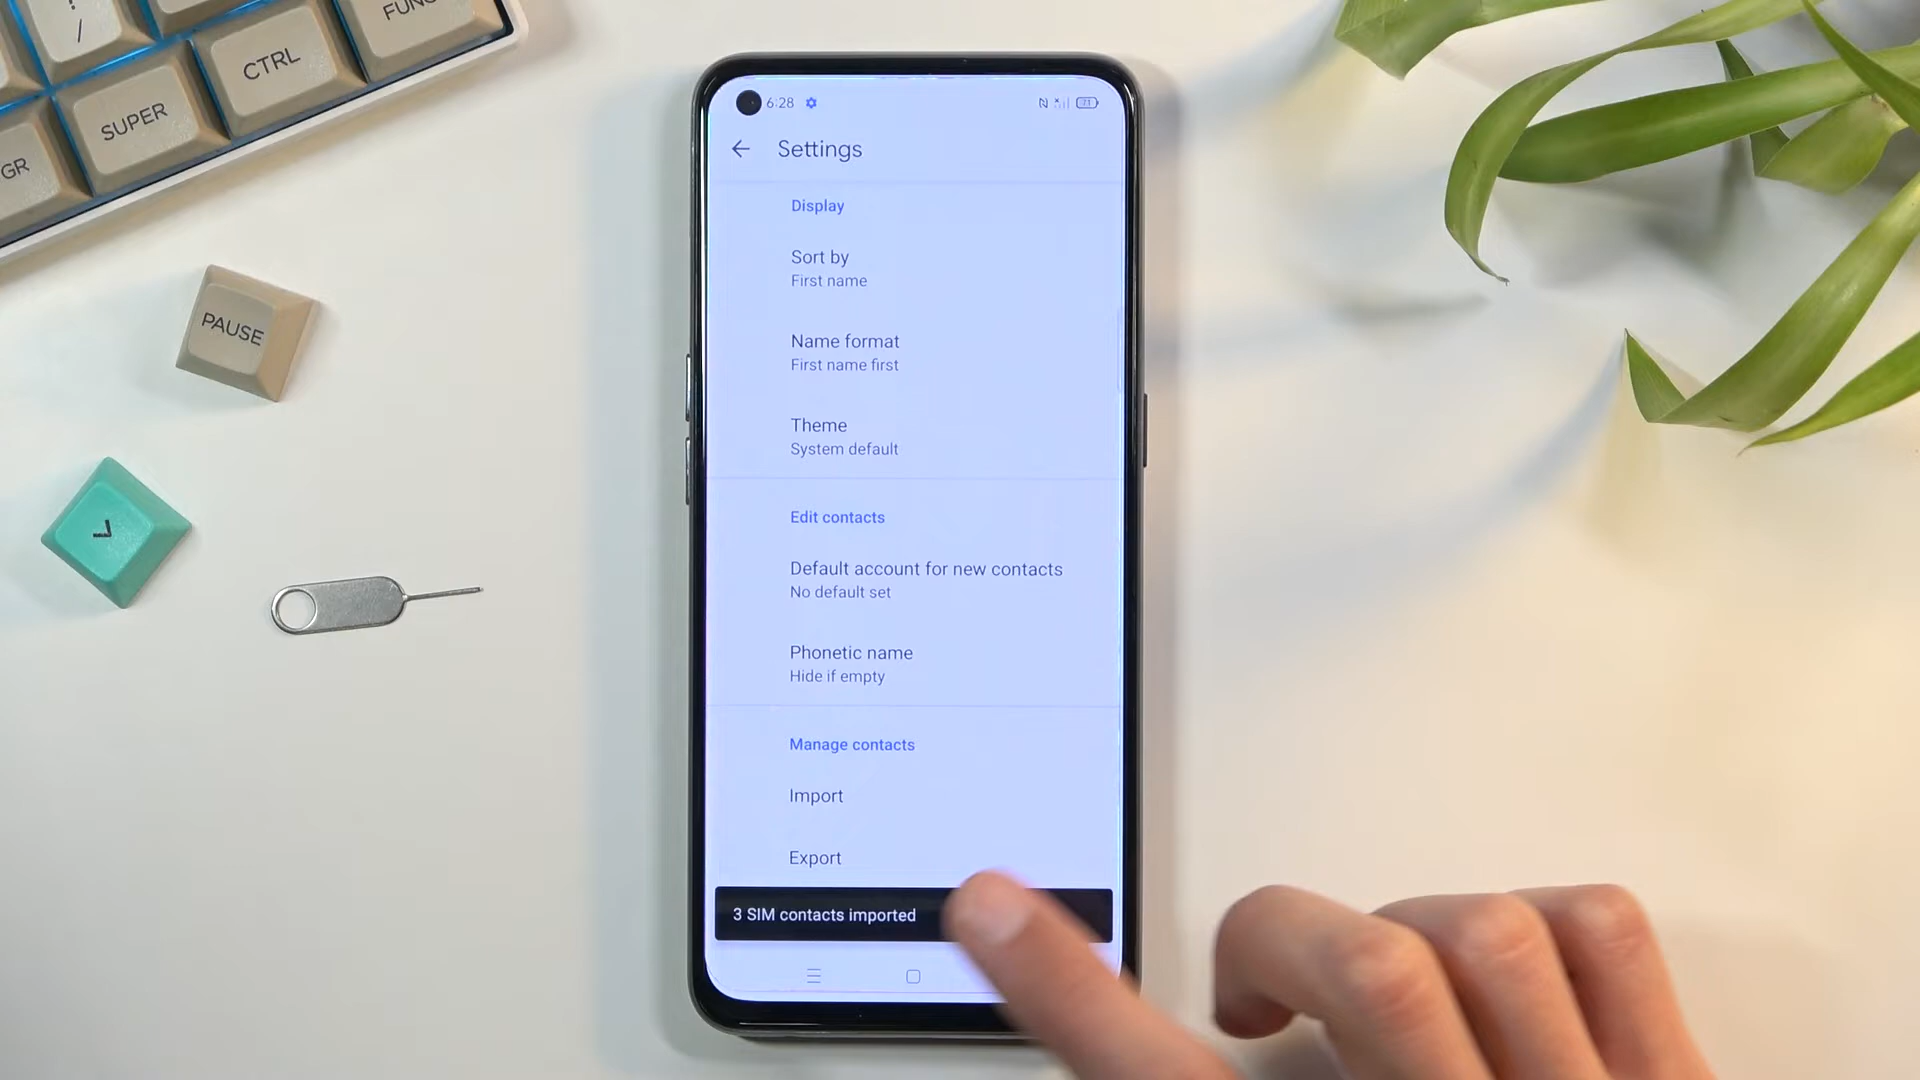 !
/
CTRL
SUPER
GR
PAUSE
6:28
Settings
Display
Sort by
First name
Name format
First name first
Theme
System default
Edit contacts
Default account for new contacts
No default set
Phonetic name
Hide if empty
Manage contacts
Import
Export
3 SIM contacts imported